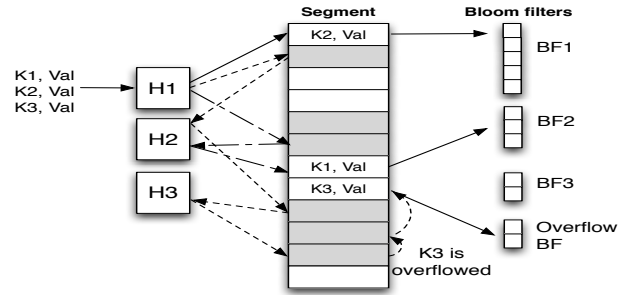 Segment
Bloom filters
K2, Val
BF1
K1, Val
K2, Val
K3, Val
H1
H2
BF2
K1, Val
K3, Val
H3
BF3
Overflow
BF
K3 is
overflowed